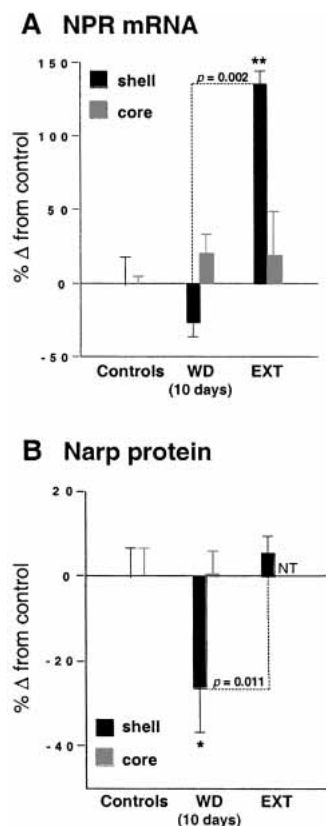 A NPR mRNA
150
100
50
0
-50
% Δ from control
shell
core
p = 0.002
**
Controls WD EXT
(10 days)
B Narp protein
20
0
-20
-40
% Δ from control
NT
p = 0.011
*
shell
core
Controls WD EXT
(10 days)